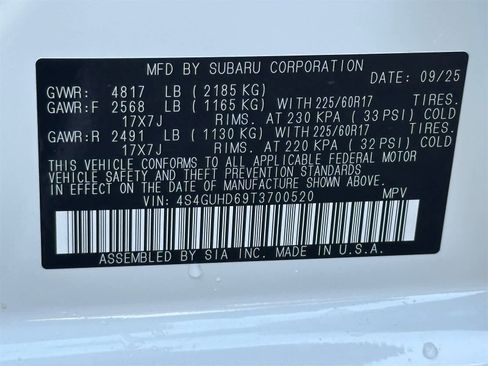 MFD BY SUBARU CORPORATION
DATE: 09/25
GVWR: 4817 LB (2185 KG)
GAWR:F 2568 LB (1165 KG) WITH 225/60R17 TIRES.
17X7J RIMS. AT 230 KPA (33 PSI) COLD
GAWR:R 2491 LB (1130 KG) WITH 225/60R17 TIRES.
17X7J RIMS. AT 220 KPA (32 PSI) COLD
THIS VEHICLE CONFORMS TO ALL APPLICABLE FEDERAL MOTOR
VEHICLE SAFETY AND THEFT PREVENTION STANDARDS
IN EFFECT ON THE DATE OF MANUFACTURE SHOWN ABOVE.
VIN: 4S4GUHD69T3700520 MPV
ASSEMBLED BY SIA INC. MADE IN U.S.A.